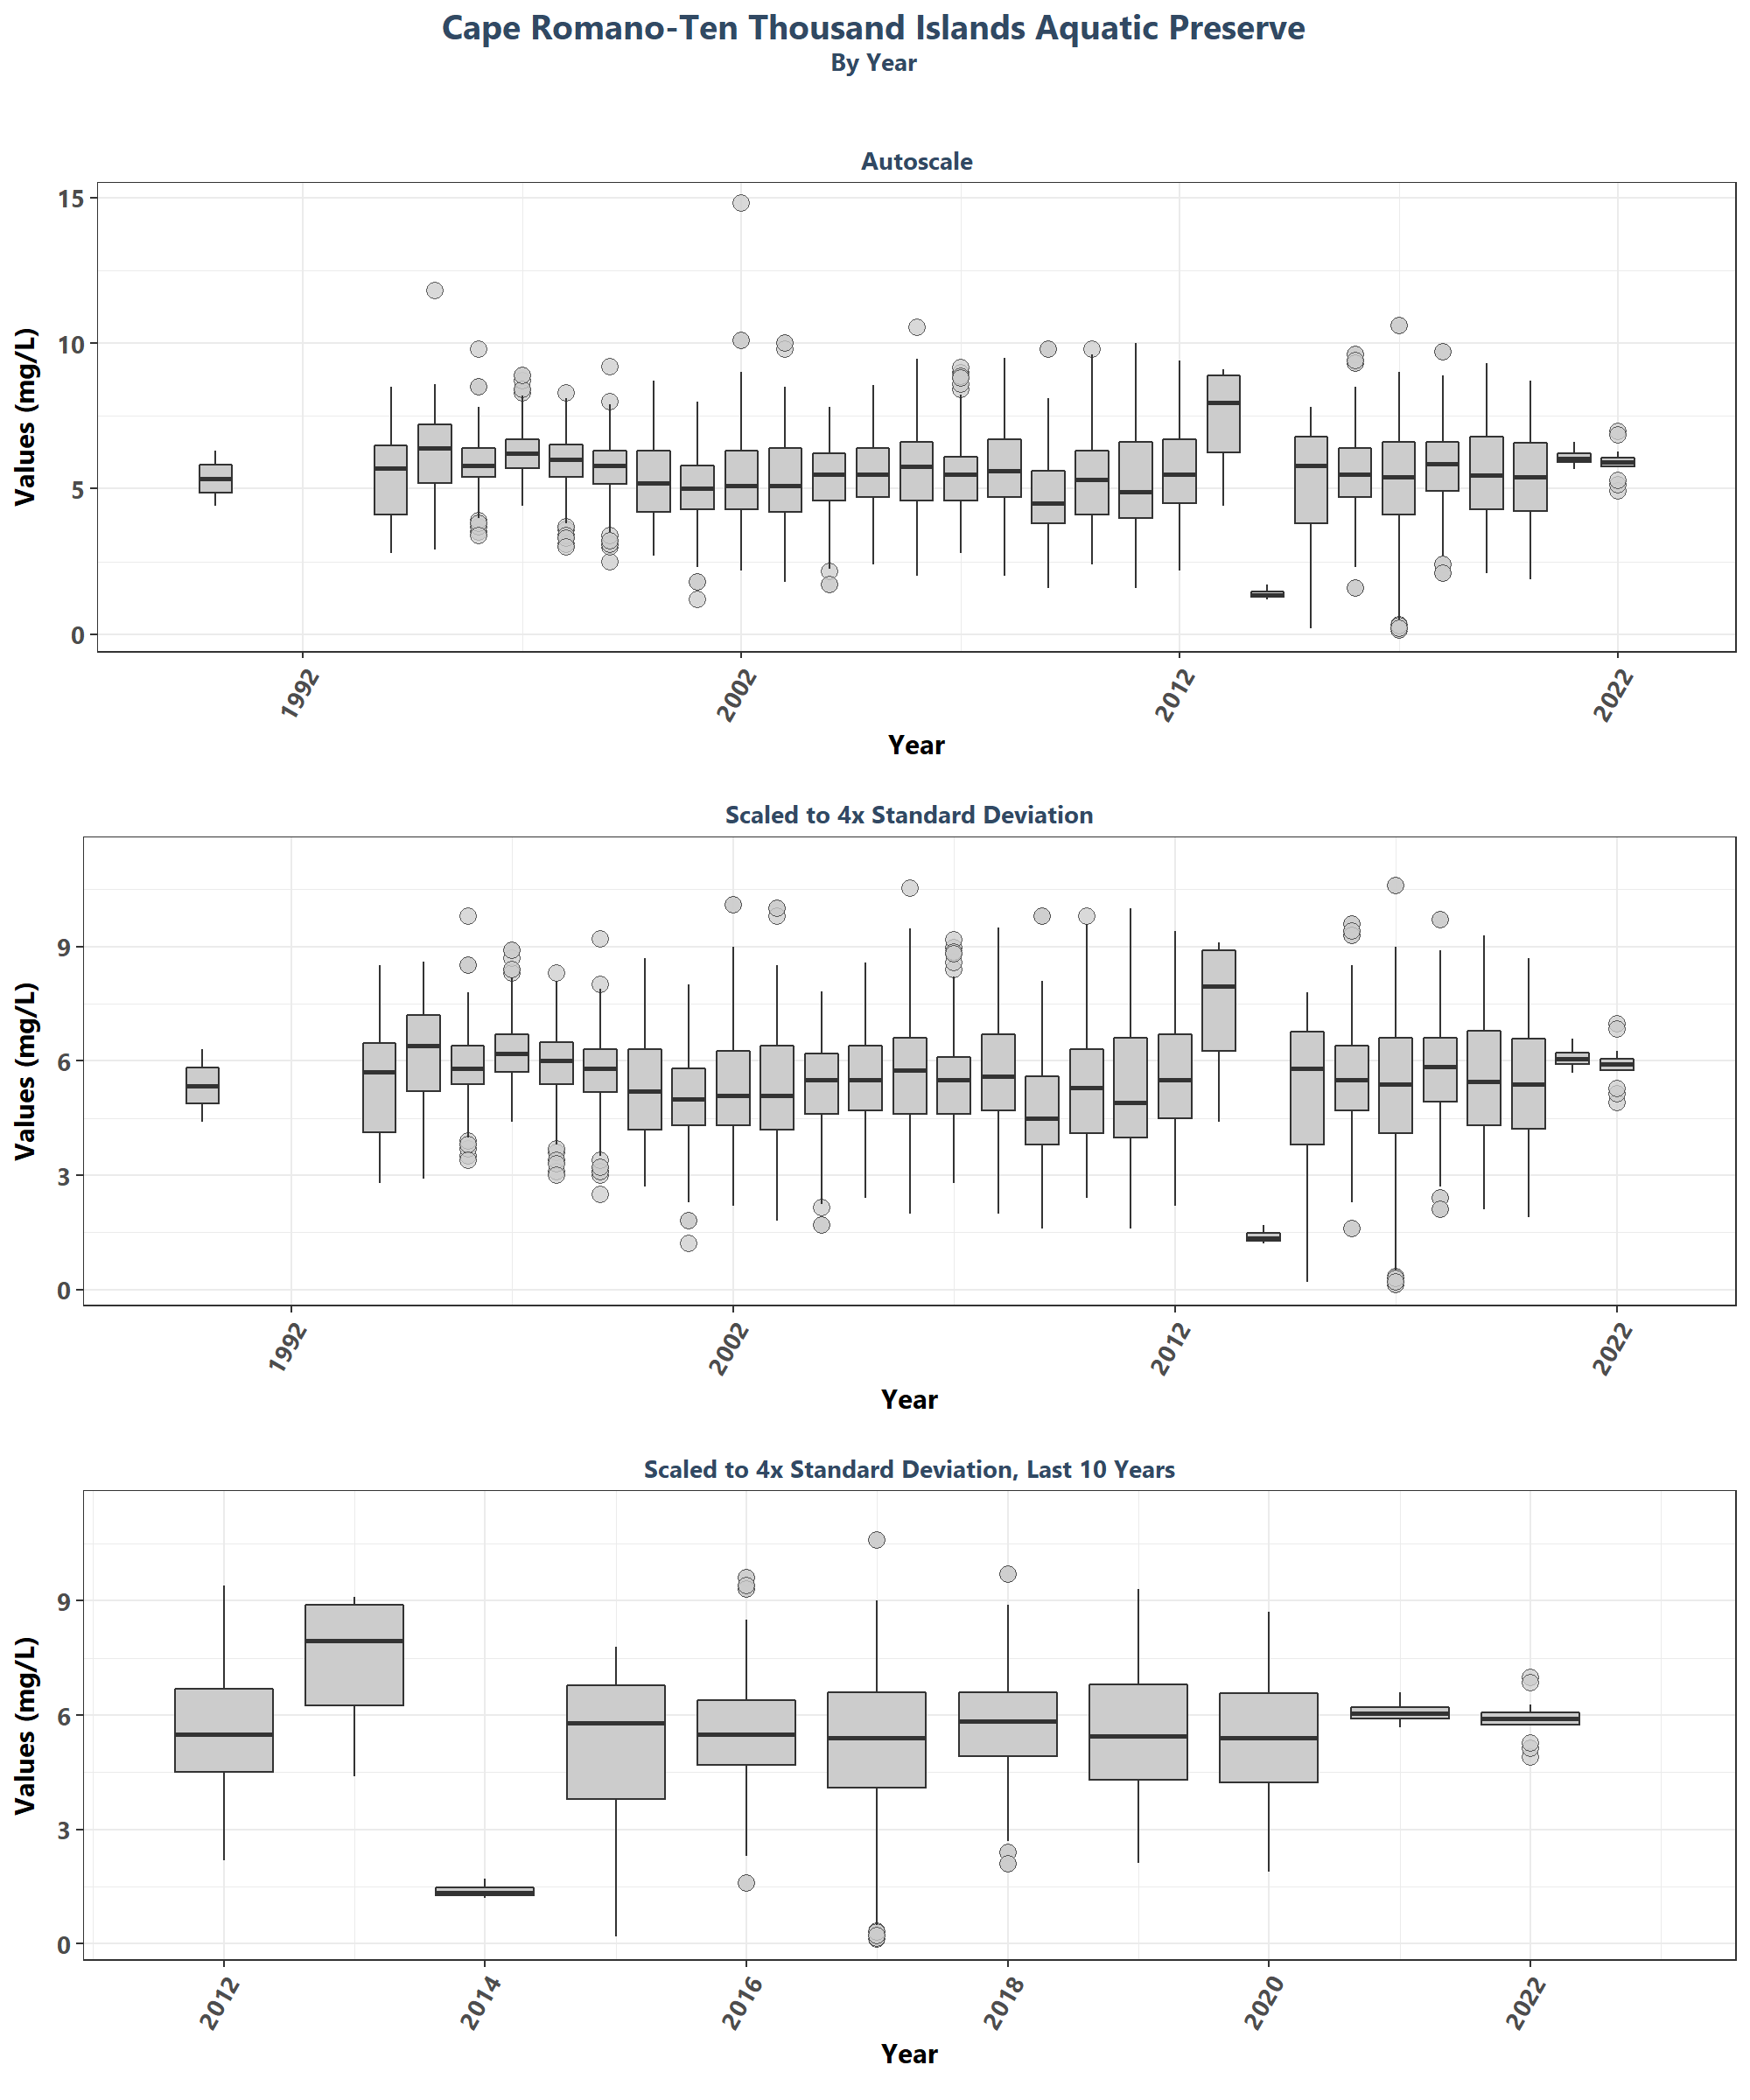 Cape Romano-Ten Thousand Islands Aquatic Preserve
By Year
Autoscale
Values (mg/L)
15
10
5
0
1992
2002
2012
2022
Year
Scaled to 4x Standard Deviation
Values (mg/L)
9
6
3
0
1992
2002
2012
2022
Year
Scaled to 4x Standard Deviation, Last 10 Years
Values (mg/L)
9
6
3
0
2012
2014
2016
2018
2020
2022
Year